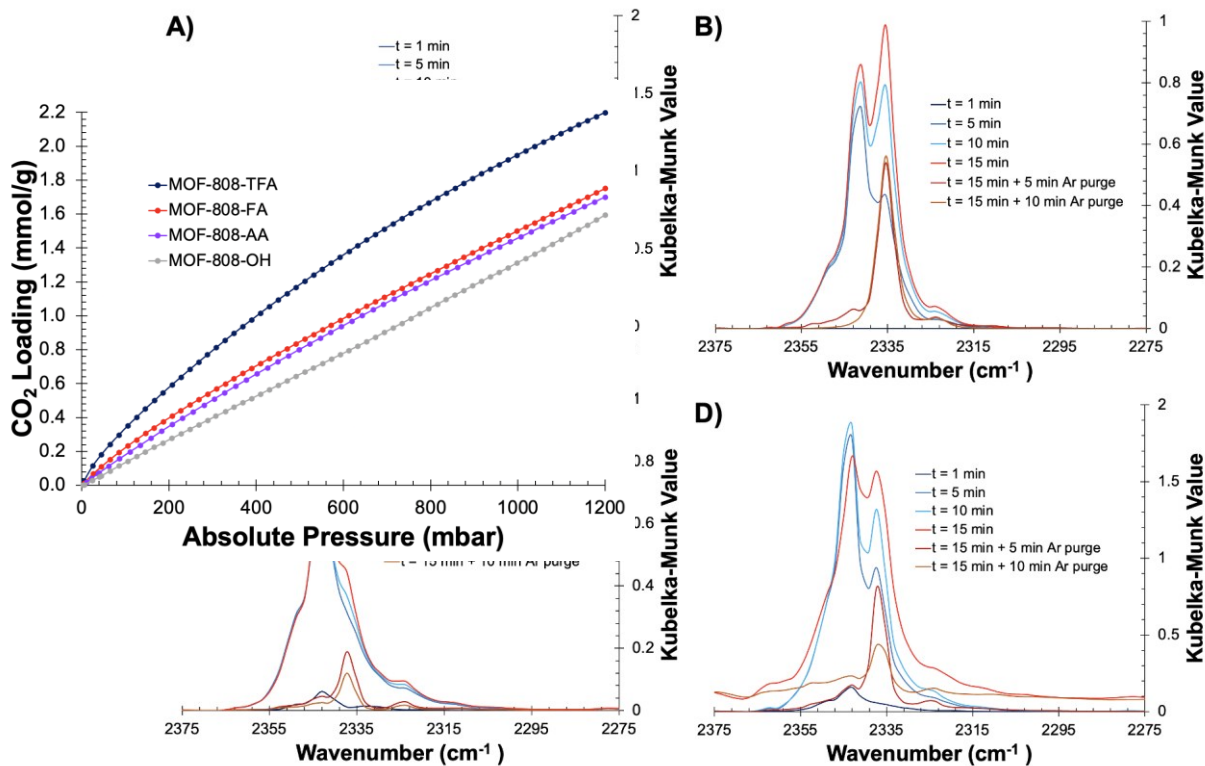 A)
2
t = 1 min
t = 5 min
1.5
2.2
2.0
1.8
1.6
1.4
1.2
1.0
0.8
0.6
0.4
0.2
0.0
MOF-808-TFA
MOF-808-FA
MOF-808-AA
MOF-808-OH
CO₂ Loading (mmol/g)
0 200 400 600 800 1000 1200
Absolute Pressure (mbar)
1
0.5
0
1
0.8
0.6
0.4
0.2
0
Kubelka-Munk Value
Kubelka-Munk Value
t = 15 min + 10 min Ar purge
2375 2355 2335 2315 2295 2275
Wavenumber (cm⁻¹ )
B)
1
0.8
0.6
0.4
0.2
0
Kubelka-Munk Value
t = 1 min
t = 5 min
t = 10 min
t = 15 min
t = 15 min + 5 min Ar purge
t = 15 min + 10 min Ar purge
2375 2355 2335 2315 2295 2275
Wavenumber (cm⁻¹ )
D)
2
1.5
1
0.5
0
Kubelka-Munk Value
t = 1 min
t = 5 min
t = 10 min
t = 15 min
t = 15 min + 5 min Ar purge
t = 15 min + 10 min Ar purge
2375 2355 2335 2315 2295 2275
Wavenumber (cm⁻¹ )